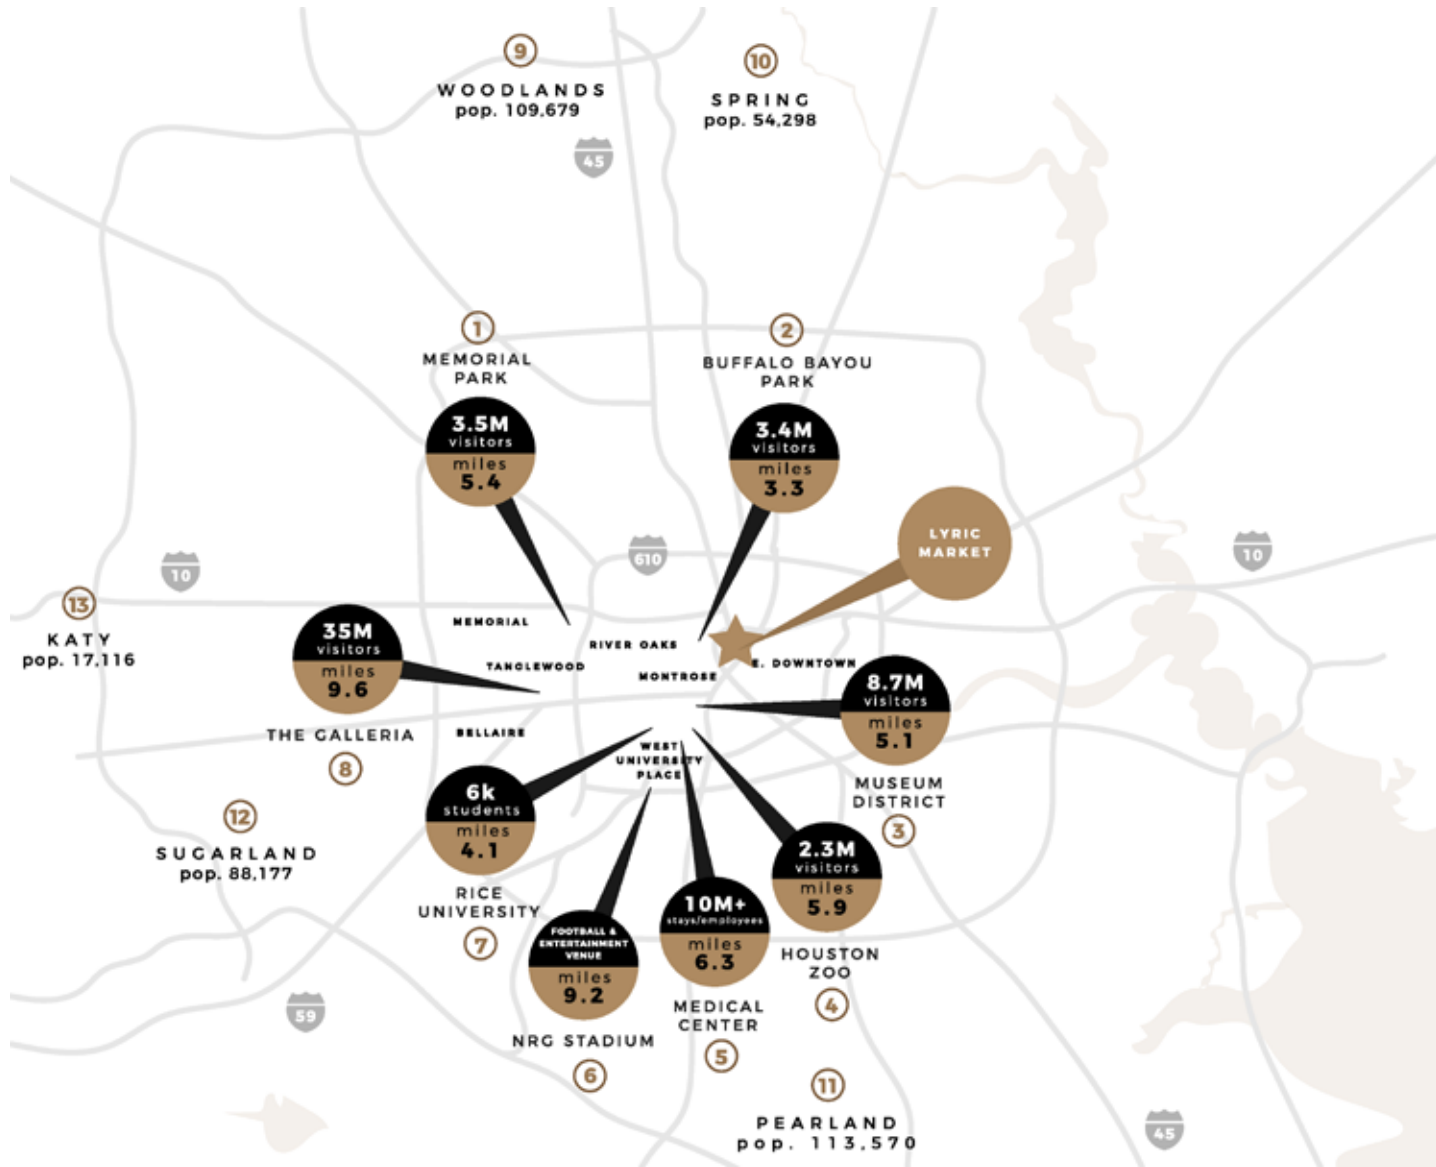 9
WOODLANDS
pop. 109,679
10
SPRING
pop. 54,298
45
1
MEMORIAL
PARK
3.5M
visitors
miles
5.4
2
BUFFALO BAYOU
PARK
3.4M
visitors
miles
3.3
LYRIC
MARKET
610
10
10
13
KATY
pop. 17,116
MEMORIAL
RIVER OAKS
TANGLEWOOD
MONTROSE
E. DOWNTOWN
35M
visitors
miles
9.6
THE GALLERIA
8
BELLAIRE
WEST
UNIVERSITY
PLACE
8.7M
visitors
miles
5.1
MUSEUM
DISTRICT
3
12
SUGARLAND
pop. 88,177
6k
students
miles
4.1
RICE
UNIVERSITY
7
FOOTBALL &
ENTERTAINMENT
VENUE
miles
9.2
NRG STADIUM
6
10M+
stays/employees
miles
6.3
MEDICAL
CENTER
5
2.3M
visitors
miles
5.9
HOUSTON
ZOO
4
59
11
PEARLAND
pop. 113,570
45